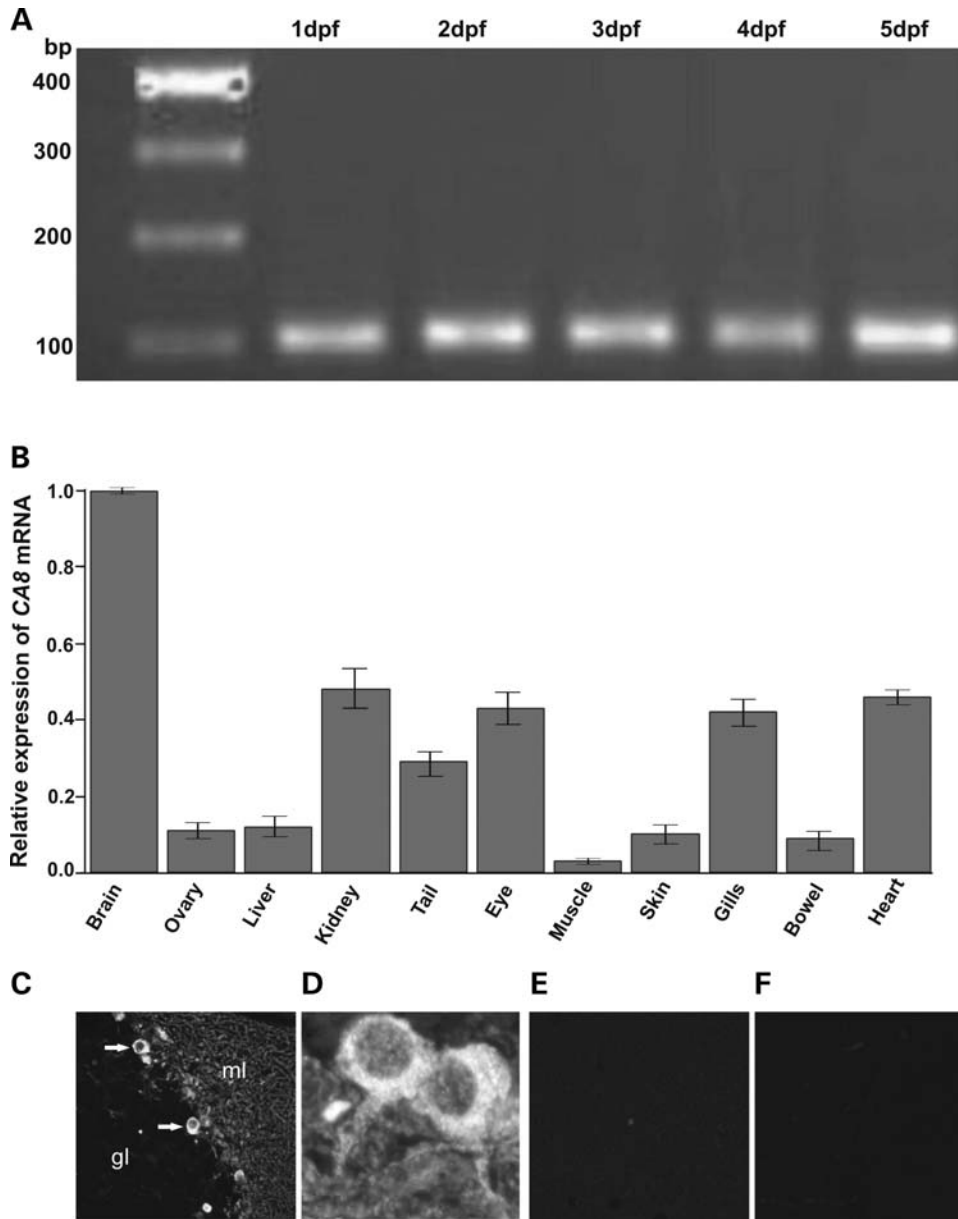 A
bp 1dpf 2dpf 3dpf 4dpf 5dpf
400
300
200
100
B
Relative expression of CA8 mRNA
1.0
0.8
0.6
0.4
0.2
0.0
Brain Ovary Liver Kidney Tail Eye Muscle Skin Gills Bowel Heart
C D E F
ml
gl